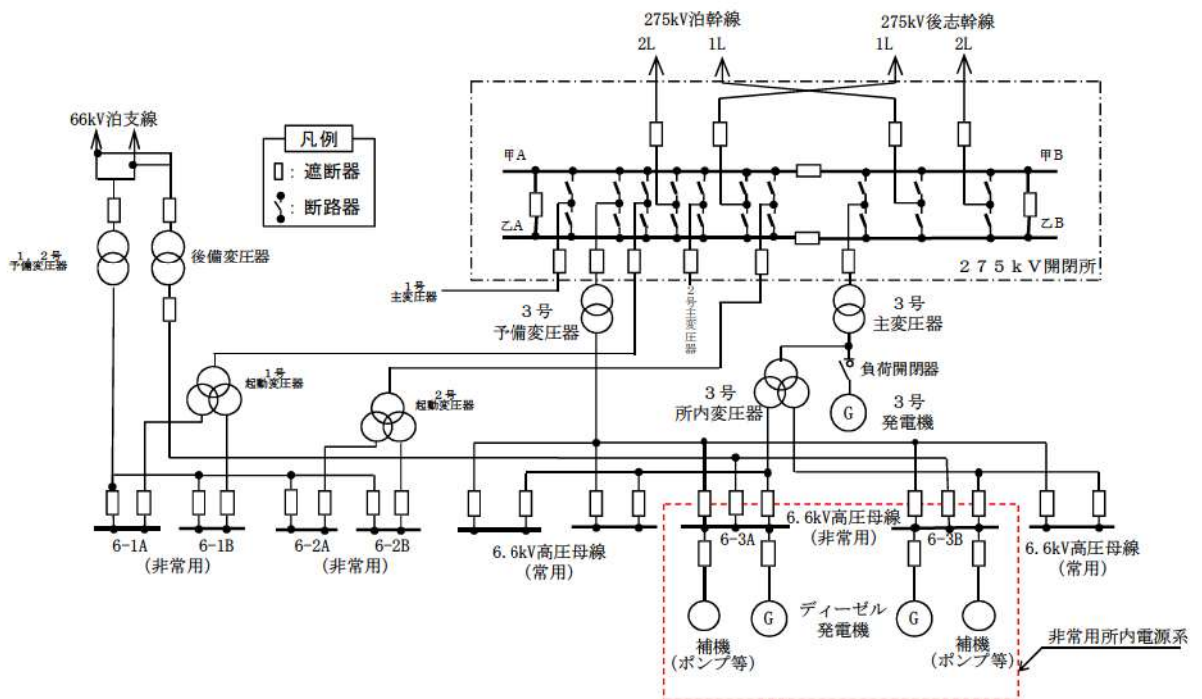 275kV泊幹線
275kV後志幹線
2L
1L
1L
2L
66kV泊支線
凡例
：遮断器
：断路器
甲A
甲B
乙A
乙B
275kV開閉所
1，2号
予備変圧器
後備変圧器
1号
主変圧器
3号
予備変圧器
2号主変圧器
3号
主変圧器
1号
起動変圧器
2号
起動変圧器
3号
所内変圧器
負荷開閉器
G
3号
発電機
6-1A
6-1B
(非常用)
6-2A
6-2B
(非常用)
6.6kV高圧母線
(常用)
6-3A
6.6kV高圧母線
(非常用)
6-3B
6.6kV高圧母線
(常用)
G
ディーゼル
発電機
G
補機
(ポンプ等)
補機
(ポンプ等)
非常用所内電源系